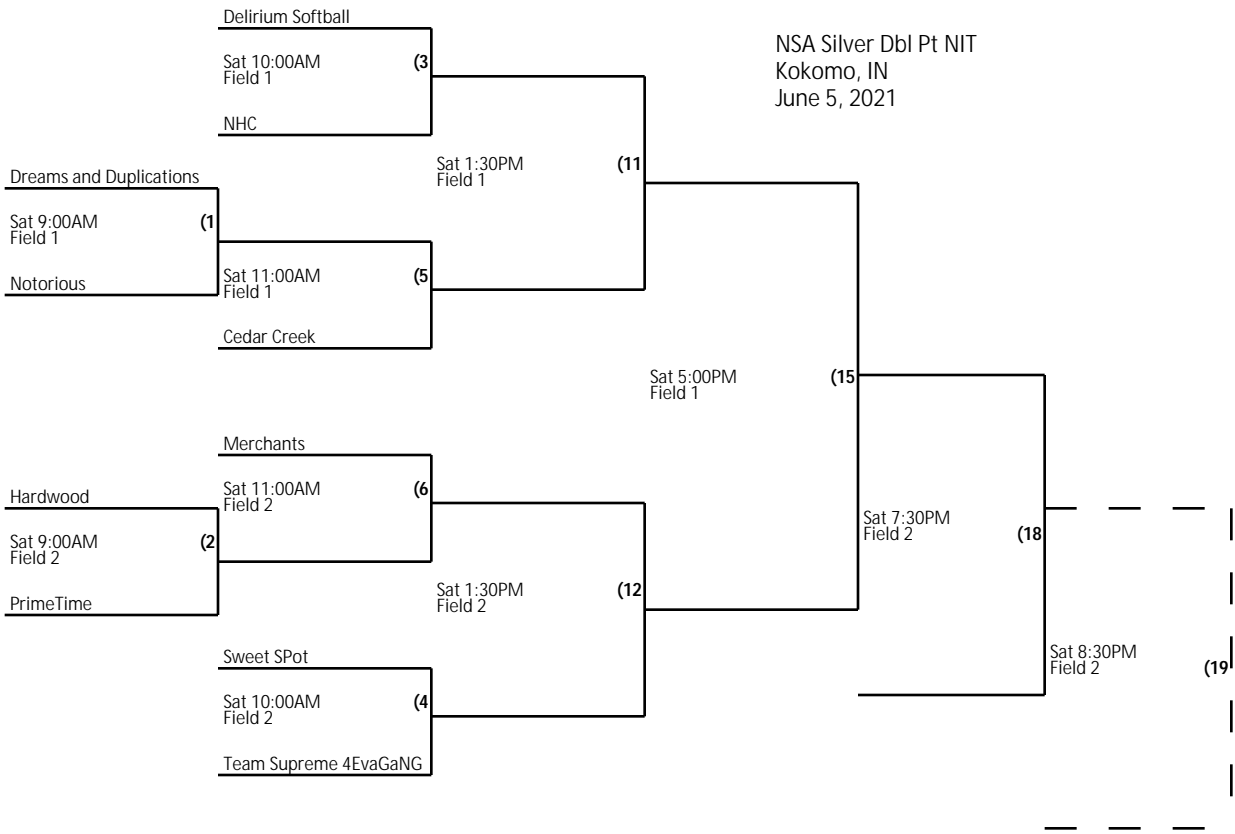 Delirium Softball
NSA Silver Dbl Pt NIT
Kokomo, IN
June 5, 2021
Sat 10:00AM (3
Field 1
NHC
Sat 1:30PM (11
Field 1
Dreams and Duplications
Sat 9:00AM (1
Field 1
Notorious
Sat 11:00AM (5
Field 1
Cedar Creek
Sat 5:00PM (15
Field 1
Merchants
Sat 11:00AM (6
Field 2
Hardwood
Sat 9:00AM (2
Field 2
PrimeTime
Sat 7:30PM (18
Field 2
Sat 1:30PM (12
Field 2
Sweet SPot
Sat 10:00AM (4
Field 2
Team Supreme 4EvaGaNG
Sat 8:30PM (19
Field 2